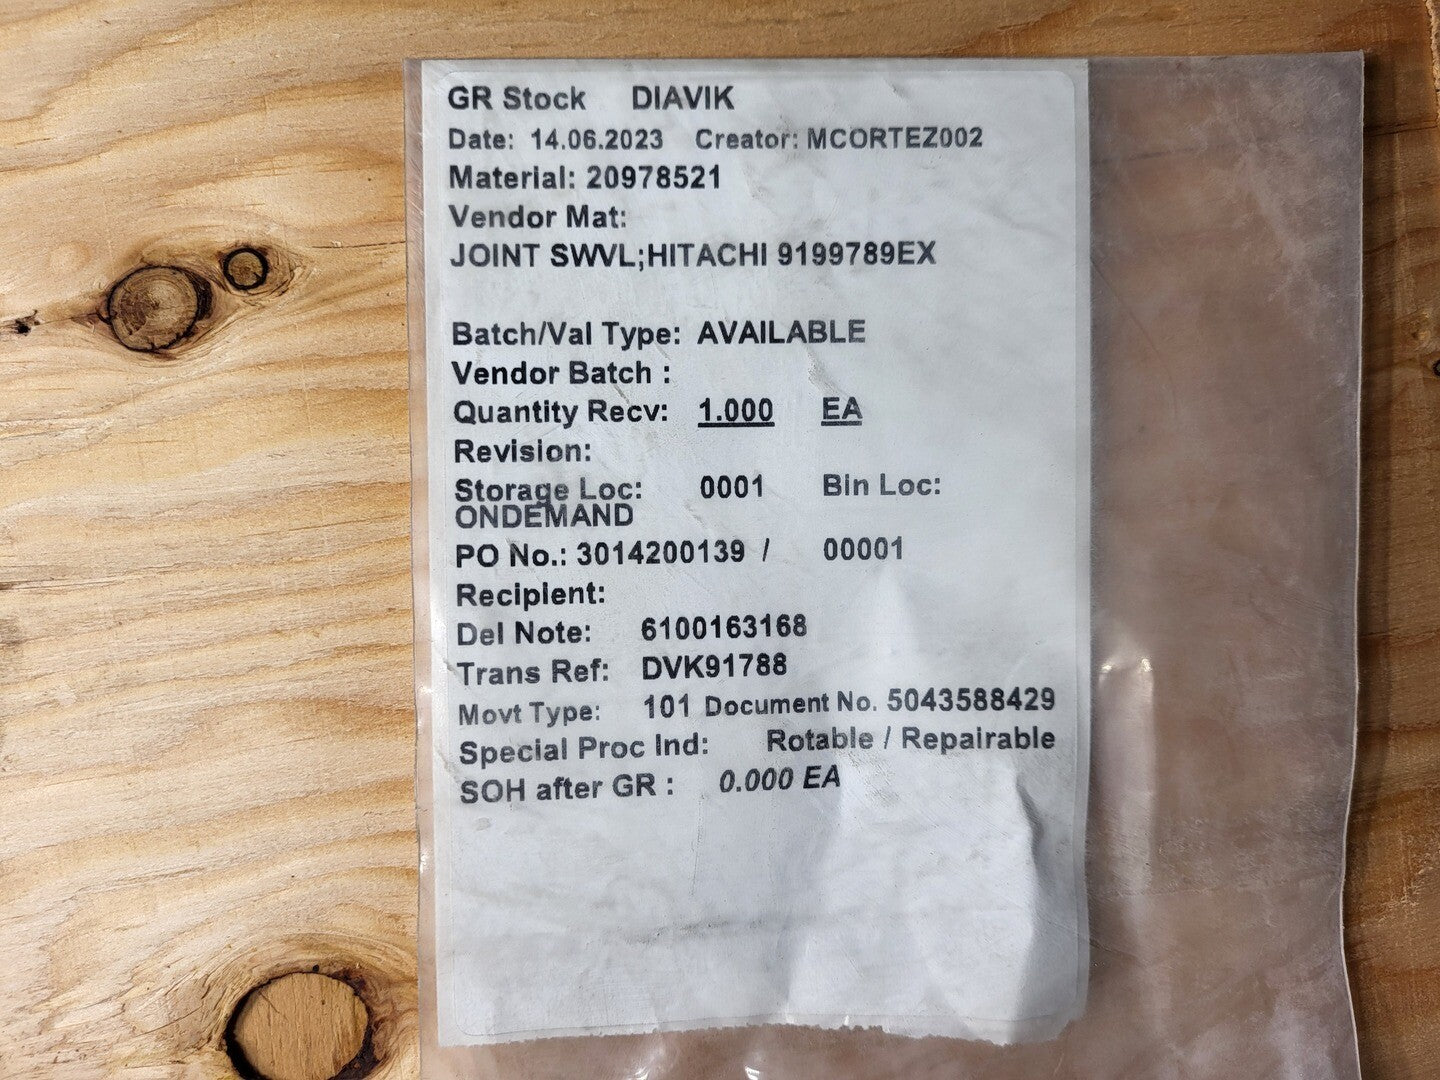 GR Stock DIAVIK
Date: 14.06.2023 Creator: MCORTEZ002
Material: 20978521
Vendor Mat:
JOINT SWVL;HITACHI 9199789EX
Batch/Val Type: AVAILABLE
Vendor Batch :
Quantity Recv: 1.000 EA
Revision:
Storage Loc: 0001 Bin Loc:
ONDEMAND
PO No.: 3014200139 / 00001
Recipient:
Del Note: 6100163168
Trans Ref: DVK91788
Movt Type: 101 Document No. 5043588429
Special Proc Ind: Rotable / Repairable
SOH after GR : 0.000 EA